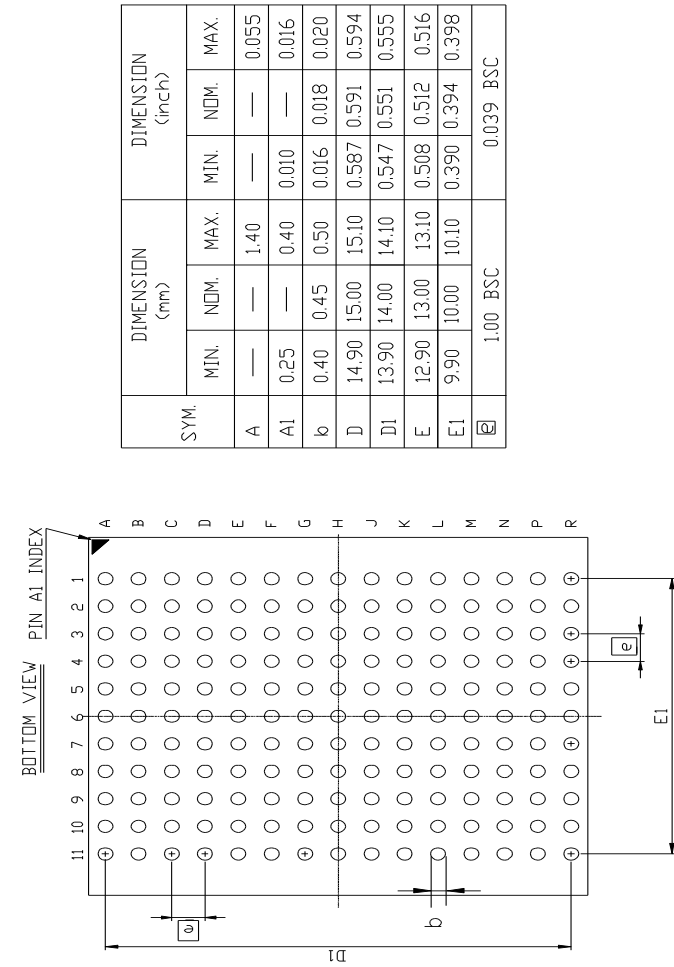 DIMENSION (mm) DIMENSION (inch)
SYM. MIN. NOM. MAX. MIN. NOM. MAX.
A — — 1.40 — — 0.055
A1 0.25 — 0.40 0.010 — 0.016
b 0.40 0.45 0.50 0.016 0.018 0.020
D 14.90 15.00 15.10 0.587 0.591 0.594
D1 13.90 14.00 14.10 0.547 0.551 0.555
E 12.90 13.00 13.10 0.508 0.512 0.516
E1 9.90 10.00 10.10 0.390 0.394 0.398
e 1.00 BSC 0.039 BSC
BOTTOM VIEW
PIN A1 INDEX
11 10 9 8 7 6 5 4 3 2 1
A
B
C
D
E
F
G
H
J
K
L
M
N
P
R
e
D1
b
e
E1